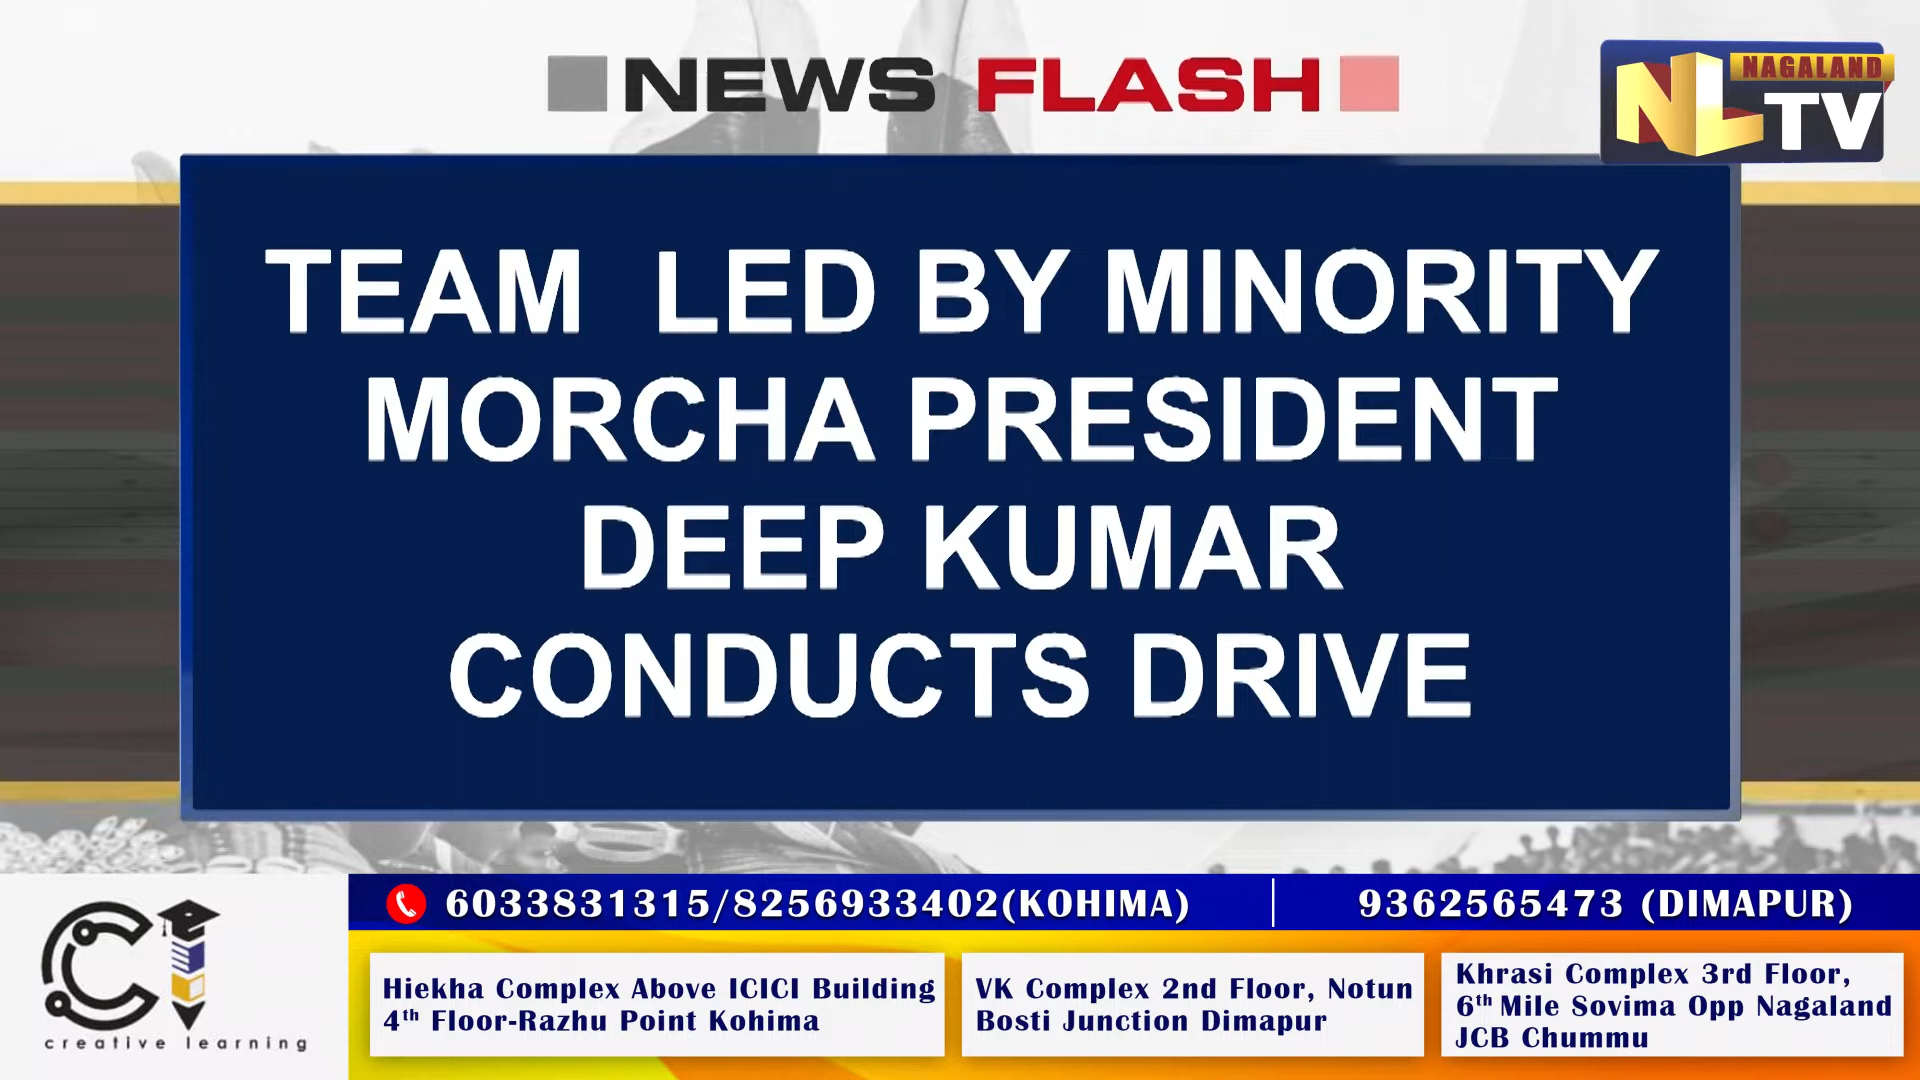 NEWS FLASH
NAGALAND
NL TV
TEAM LED BY MINORITY
MORCHA PRESIDENT
DEEP KUMAR
CONDUCTS DRIVE
6033831315/8256933402(KOHIMA)
9362565473 (DIMAPUR)
creative learning
Hiekha Complex Above ICICI Building
4th Floor-Razhu Point Kohima
VK Complex 2nd Floor, Notun
Bosti Junction Dimapur
Khrasi Complex 3rd Floor,
6th Mile Sovima Opp Nagaland
JCB Chummu